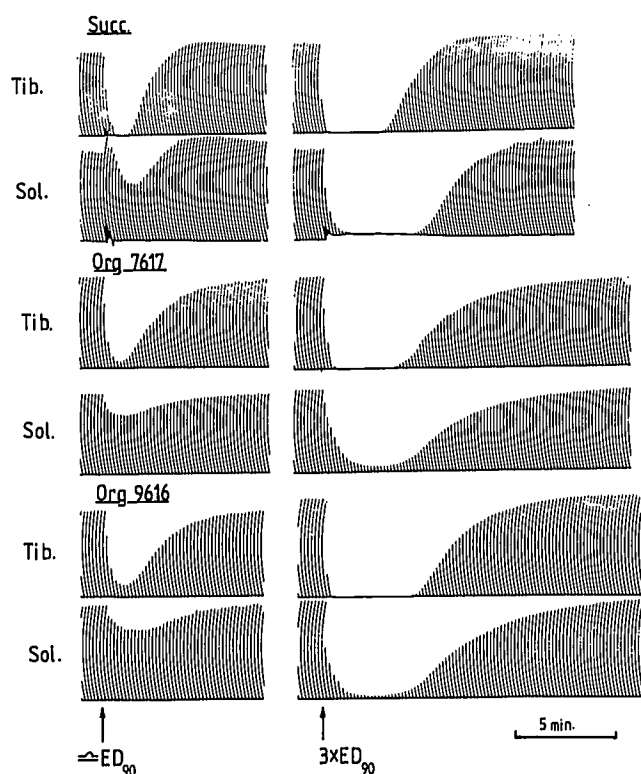 Succ.
Tib.
Sol.
Org 7617
Tib.
Sol.
Org 9616
Tib.
Sol.
≏ED90
3×ED90
5 min.